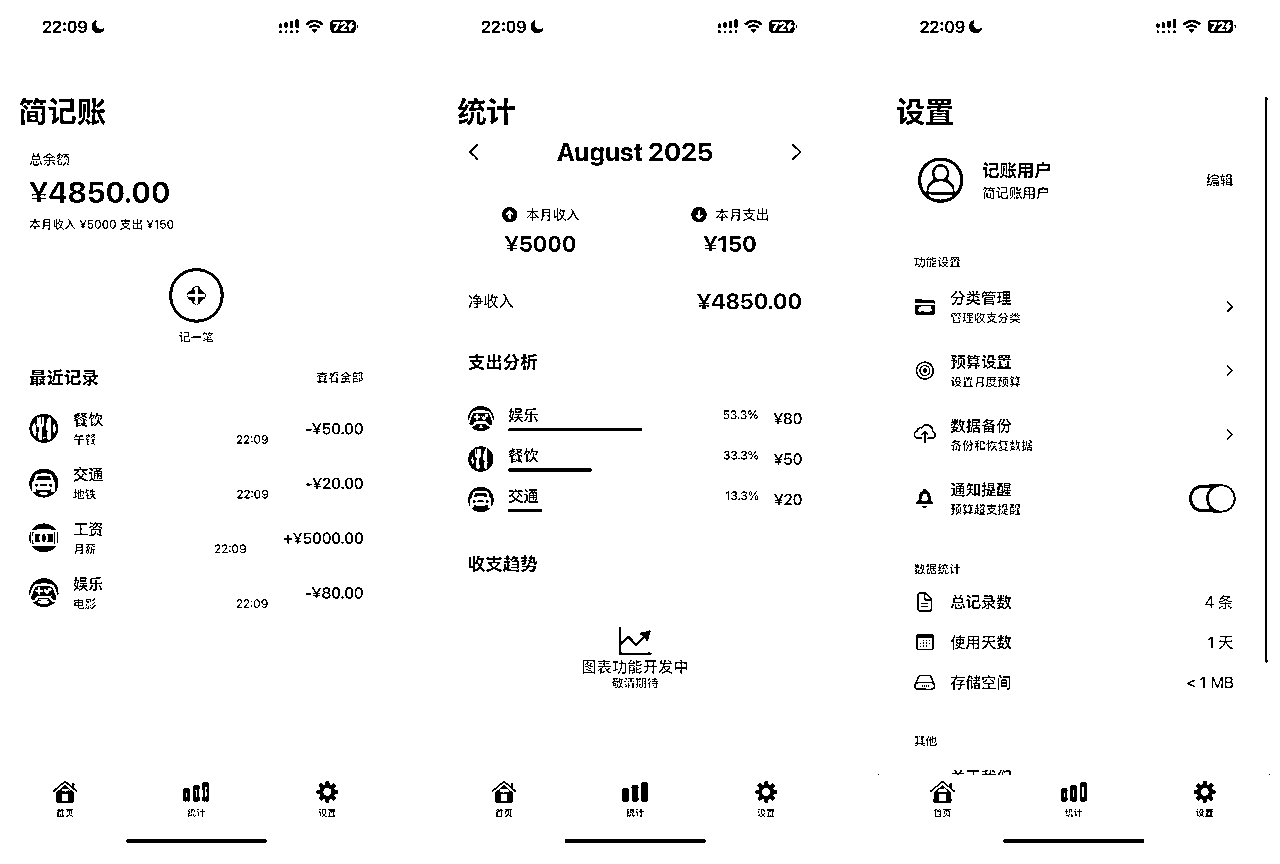 22:09
72
简记账
总余额
¥4850.00
本月收入 ¥5000 支出 ¥150
记一笔
最近记录 查看全部
餐饮
午餐 22:09 -¥50.00
交通
地铁 22:09 -¥20.00
工资
月薪 22:09 +¥5000.00
娱乐
电影 22:09 -¥80.00
首页 统计 设置
22:09
72
统计
August 2025
本月收入 本月支出
¥5000 ¥150
净收入 ¥4850.00
支出分析
娱乐 53.3% ¥80
餐饮 33.3% ¥50
交通 13.3% ¥20
收支趋势
图表功能开发中
敬请期待
首页 统计 设置
22:09
72
设置
记账用户
简记账用户
编辑
功能设置
分类管理
管理收支分类
预算设置
设置月度预算
数据备份
备份和恢复数据
通知提醒
预算超支提醒
数据统计
总记录数 4 条
使用天数 1 天
存储空间 < 1 MB
其他
关于我们
首页 统计 设置